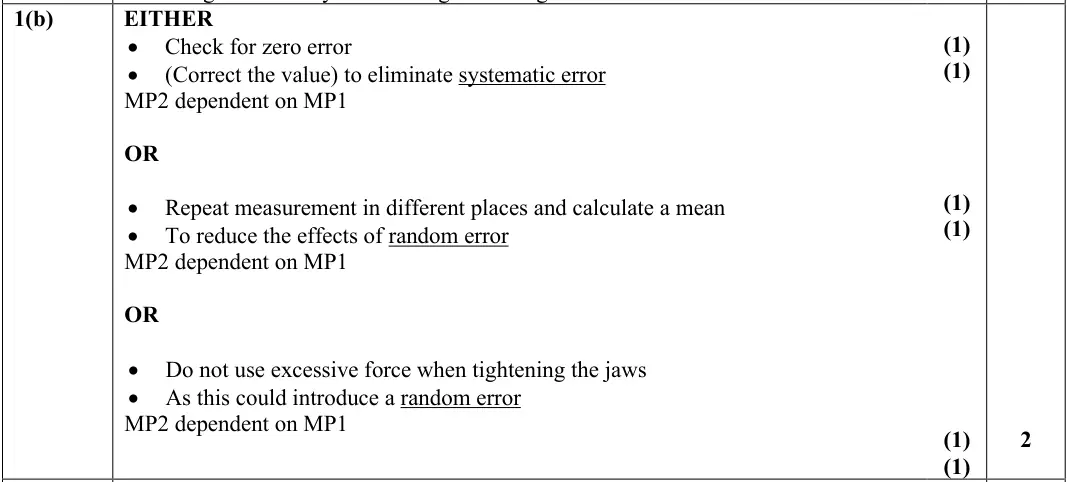 1(b) EITHER
• Check for zero error (1)
• (Correct the value) to eliminate systematic error (1)
MP2 dependent on MP1
OR
• Repeat measurement in different places and calculate a mean (1)
• To reduce the effects of random error (1)
MP2 dependent on MP1
OR
• Do not use excessive force when tightening the jaws
• As this could introduce a random error
MP2 dependent on MP1
(1) 2
(1)